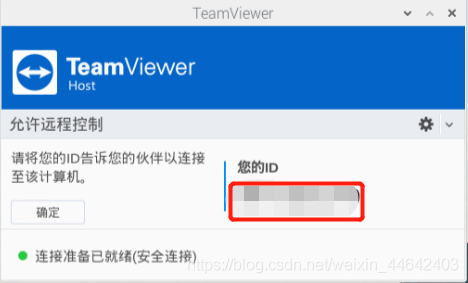 TeamViewer
TeamViewer
Host
允许远程控制
请将您的ID告诉您的伙伴以连接
至该计算机。
确定
您的ID
连接准备已就绪(安全连接)
https://blog.csdn.net/weixin_44642403